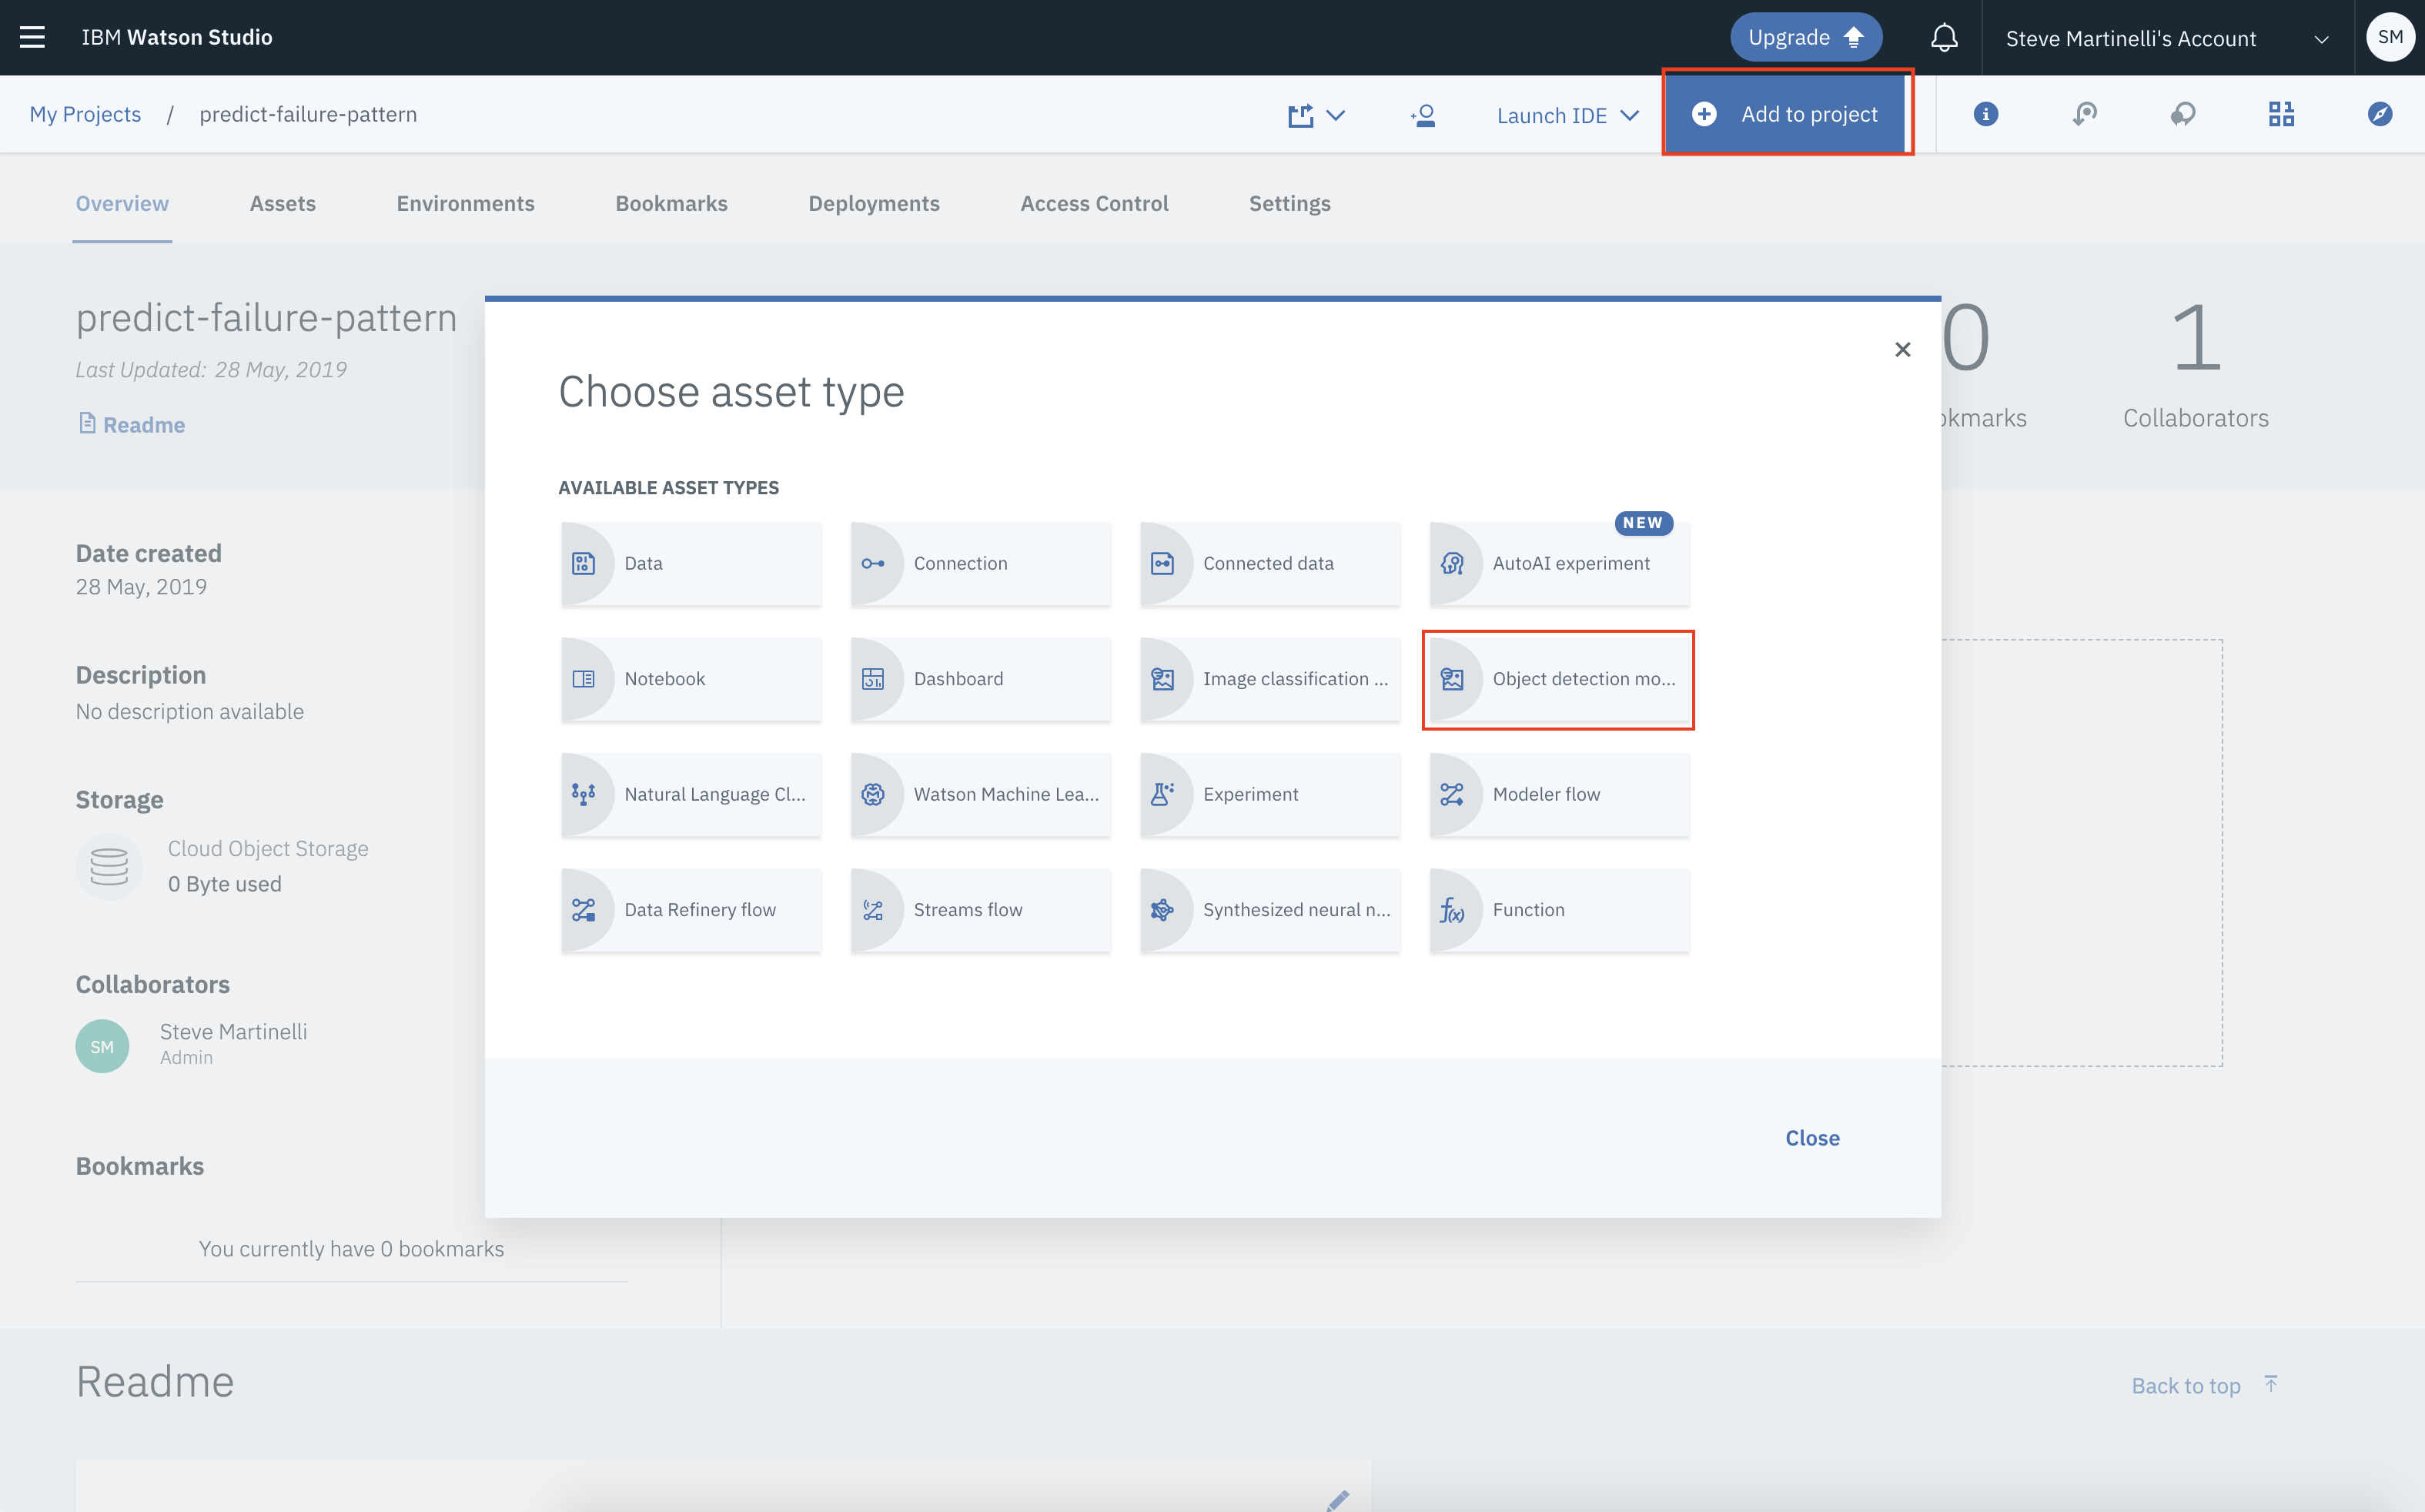 IBM Watson Studio
Upgrade
Steve Martinelli's Account
SM
My Projects / predict-failure-pattern
Launch IDE
Add to project
Overview
Assets
Environments
Bookmarks
Deployments
Access Control
Settings
predict-failure-pattern
Last Updated: 28 May, 2019
Readme
0
okmarks
1
Collaborators
Date created
28 May, 2019
Description
No description available
Storage
Cloud Object Storage
0 Byte used
Collaborators
SM
Steve Martinelli
Admin
Bookmarks
You currently have 0 bookmarks
Choose asset type
AVAILABLE ASSET TYPES
Data
Connection
Connected data
NEW
AutoAI experiment
Notebook
Dashboard
Image classification ...
Object detection mo...
Natural Language Cl...
Watson Machine Lea...
Experiment
Modeler flow
Data Refinery flow
Streams flow
Synthesized neural n...
f(x)
Function
Close
Readme
Back to top